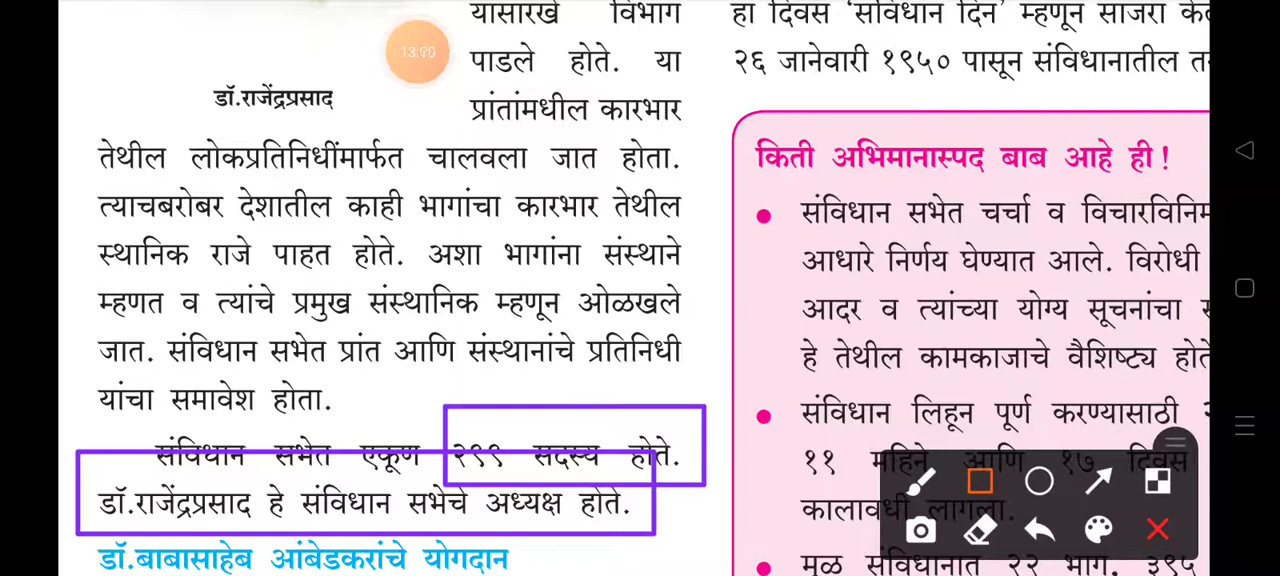 यासारखे विभाग
पाडले होते. या
प्रांतांमधील कारभार
डॉ.राजेंद्रप्रसाद
तेथील लोकप्रतिनिधींमार्फत चालवला जात होता.
त्याचबरोबर देशातील काही भागांचा कारभार तेथील
स्थानिक राजे पाहत होते. अशा भागांना संस्थाने
म्हणत व त्यांचे प्रमुख संस्थानिक म्हणून ओळखले
जात. संविधान सभेत प्रांत आणि संस्थानांचे प्रतिनिधी
यांचा समावेश होता.
संविधान सभेत एकूण २९९ सदस्य होते.
डॉ.राजेंद्रप्रसाद हे संविधान सभेचे अध्यक्ष होते.
डॉ.बाबासाहेब आंबेडकरांचे योगदान
हा दिवस ‘संविधान दिन’ म्हणून साजरा
२६ जानेवारी १९५० पासून संविधानातील
किती अभिमानास्पद बाब आहे ही!
• संविधान सभेत चर्चा व
आधारे निर्णय घेण्यात आले. विरोधी
आदर व त्यांच्या योग्य सूचनांचा
हे तेथील कामकाजाचे वैशिष्ट्य
• संविधान लिहून पूर्ण करण्यासाठी
११ महिने आणि १७ दिवस
कालावधी लागला.
• मूळ संविधानात २२ भाग, ३९५